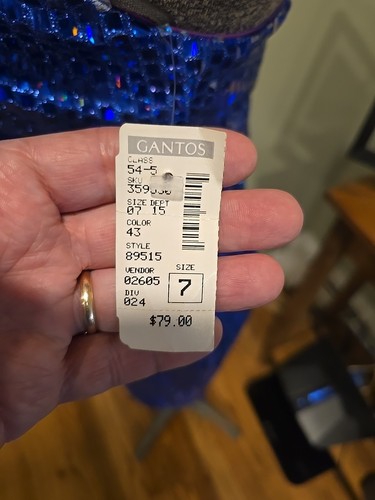 GANTOS
CLASS
54-5
SKU
SIZE DEPT
07 15
COLOR
43
STYLE
89515
VENDOR
02605
SIZE
7
DIV
024
$79.00